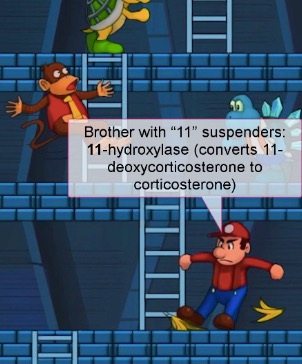 Brother with “11” suspenders:
11-hydroxylase (converts 11-
deoxycorticosterone to
corticosterone)